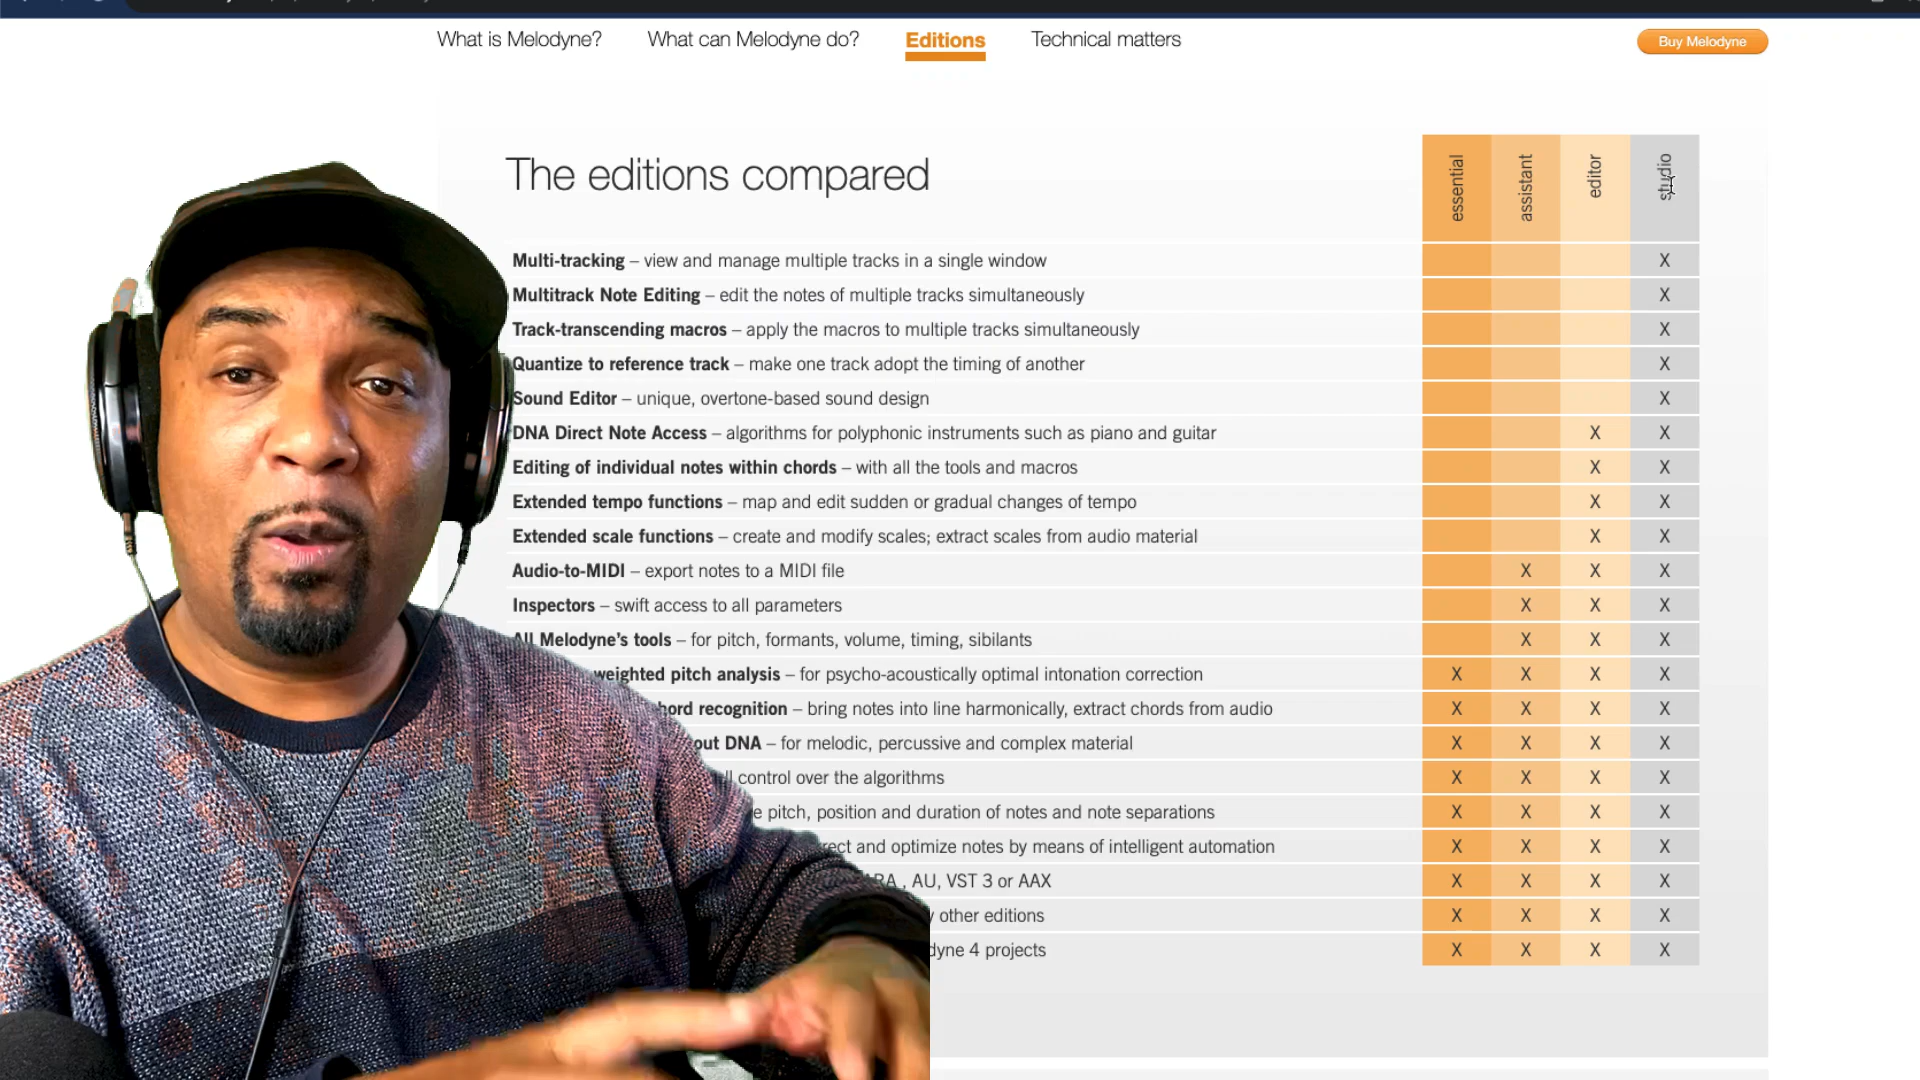 What is Melodyne? What can Melodyne do? Editions Technical matters Buy Melodyne
The editions compared essential assistant editor studio
Multi-tracking – view and manage multiple tracks in a single window X
Multitrack Note Editing – edit the notes of multiple tracks simultaneously X
Track-transcending macros – apply the macros to multiple tracks simultaneously X
Quantize to reference track – make one track adopt the timing of another X
Sound Editor – unique, overtone-based sound design X
DNA Direct Note Access – algorithms for polyphonic instruments such as piano and guitar X X
Editing of individual notes within chords – with all the tools and macros X X
Extended tempo functions – map and edit sudden or gradual changes of tempo X X
Extended scale functions – create and modify scales; extract scales from audio material X X
Audio-to-MIDI – export notes to a MIDI file X X X
Inspectors – swift access to all parameters X X X
All Melodyne's tools – for pitch, formants, volume, timing, sibilants X X X
weighted pitch analysis – for psycho-acoustically optimal intonation correction X X X X
recognition – bring notes into line harmonically, extract chords from audio X X X X
DNA – for melodic, percussive and complex material X X X X
control over the algorithms X X X X
pitch, position and duration of notes and note separations X X X X
and optimize notes by means of intelligent automation X X X X
, AU, VST 3 or AAX X X X X
other editions X X X X
4 projects X X X X